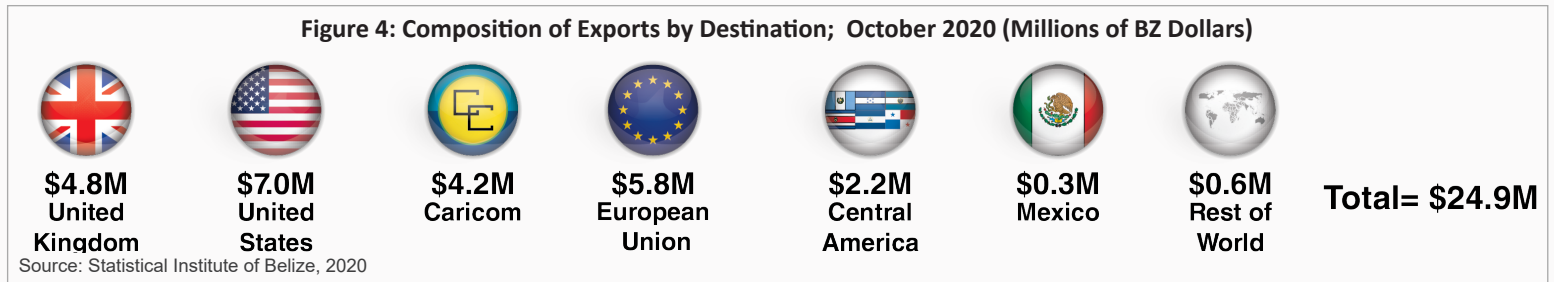 Figure 4: Composition of Exports by Destination; October 2020 (Millions of BZ Dollars)
$4.8M
United
Kingdom
$7.0M
United
States
$4.2M
Caricom
$5.8M
European
Union
$2.2M
Central
America
$0.3M
Mexico
$0.6M
Rest of
World
Total= $24.9M
Source: Statistical Institute of Belize, 2020